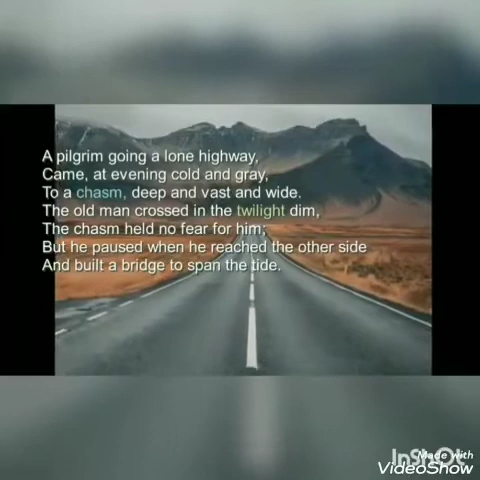 A pilgrim going a lone highway,
Came, at evening cold and gray,
To a chasm, deep and vast and wide.
The old man crossed in the twilight dim,
The chasm held no fear for him;
But he paused when he reached the other side
And built a bridge to span the tide.
InShOt
Made with
VideoShow